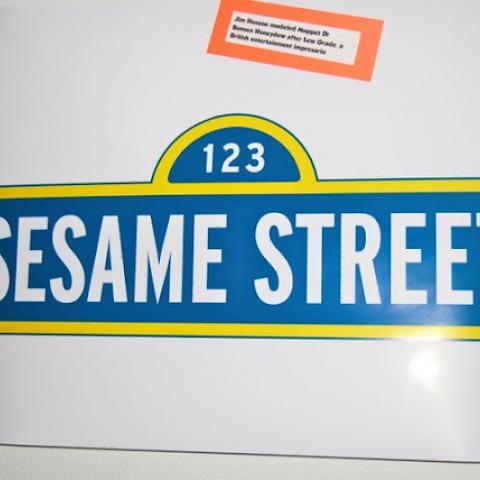 Jim Henson modeled Muppet Dr
Bunsen Honeydew after Lew Grade, a
British entertainment impresario
123
SESAME STREET